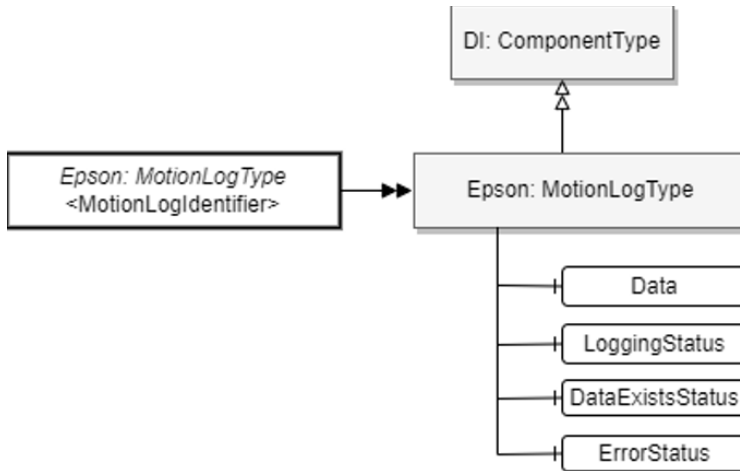 DI: ComponentType
Epson: MotionLogType
<MotionLogIdentifier>
Epson: MotionLogType
Data
LoggingStatus
DataExistsStatus
ErrorStatus